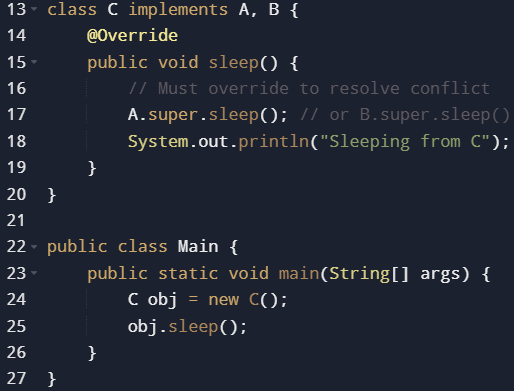 13 class C implements A, B {
14     @Override
15     public void sleep() {
16         // Must override to resolve conflict
17         A.super.sleep(); // or B.super.sleep()
18         System.out.println("Sleeping from C");
19     }
20 }
21
22 public class Main {
23     public static void main(String[] args) {
24         C obj = new C();
25         obj.sleep();
26     }
27 }